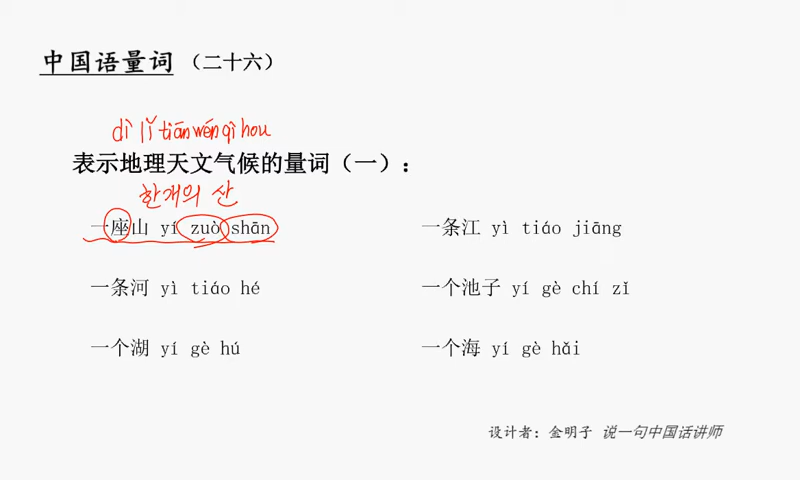 中国语量词（二十六）
dì lǐ tiān wén qì hou
表示地理天文气候的量词（一）：
한개의 산
一座山 yí zuò shān
一条江 yì tiáo jiāng
一条河 yì tiáo hé
一个池子 yí gè chí zǐ
一个湖 yí gè hú
一个海 yí gè hǎi
设计者：金明子 说一句中国话讲师